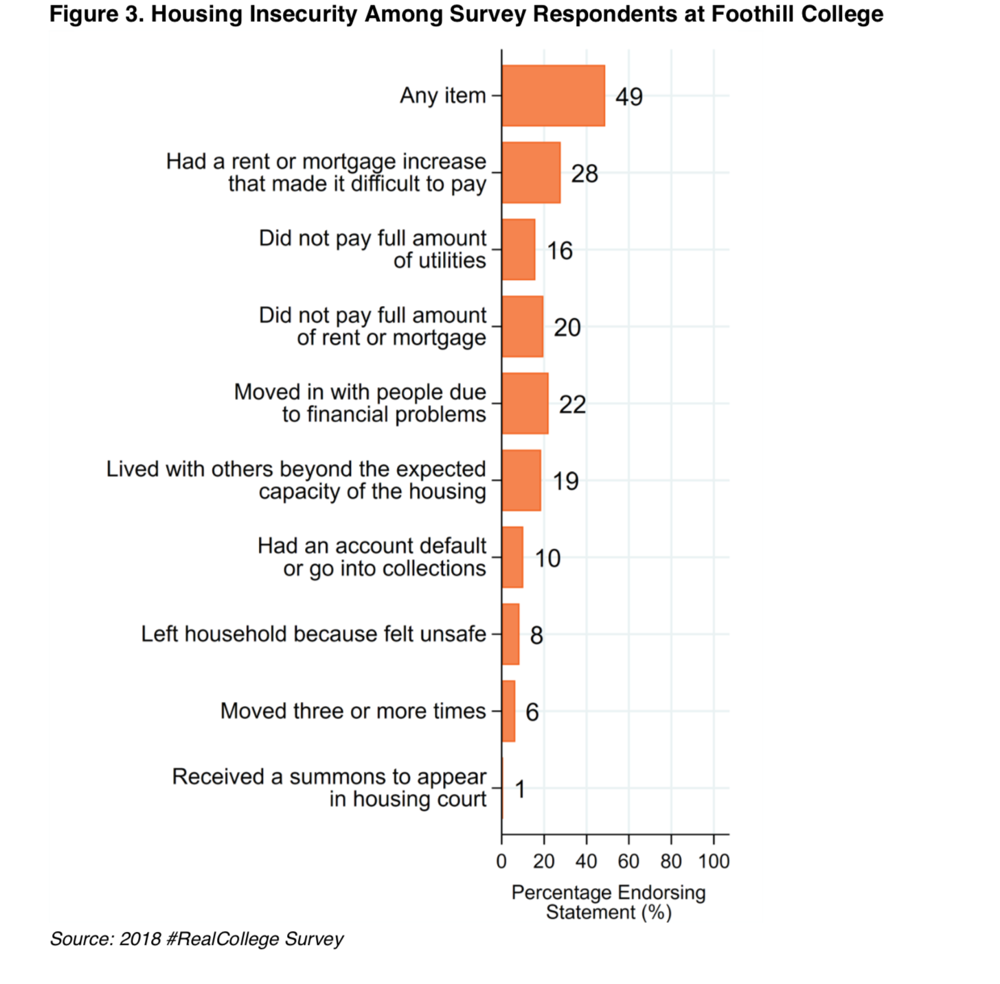 Figure 3. Housing Insecurity Among Survey Respondents at Foothill College
Any item
49
Had a rent or mortgage increase
that made it difficult to pay
28
Did not pay full amount
of utilities
16
Did not pay full amount
of rent or mortgage
20
Moved in with people due
to financial problems
22
Lived with others beyond the expected
capacity of the housing
19
Had an account default
or go into collections
10
Left household because felt unsafe
8
Moved three or more times
6
Received a summons to appear
in housing court
1
0 20 40 60 80 100
Percentage Endorsing
Statement (%)
Source: 2018 #RealCollege Survey